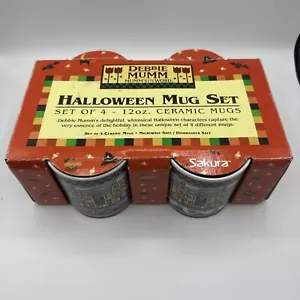 DEBBIE
MUMM
MUMM'S THE WORD
HALLOWEEN MUG SET
SET OF 4 - 12oz. CERAMIC MUGS
Debbie Mumm's delightful, whimsical Halloween characters capture the
very essence of the holiday in these unique set of 4 different mugs.
SET OF 4 CERAMIC MUGS • MICROWAVE SAFE / DISHWASHER SAFE
Sakura